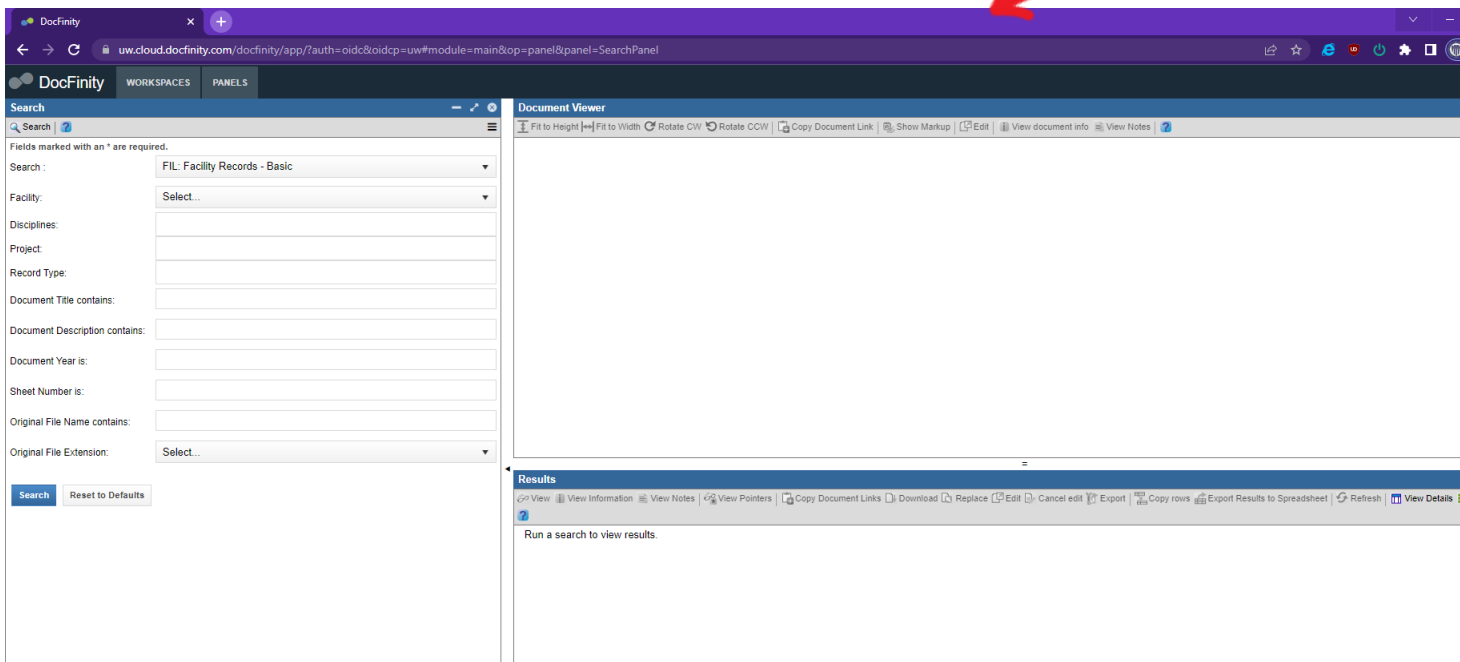 DocFinity
uw.cloud.docfinity.com/docfinity/app/?auth=oidc&oidcp=uw#module=main&op=panel&panel=SearchPanel
DocFinity WORKSPACES PANELS
Search
Search
Fields marked with an * are required.
Search : FIL: Facility Records - Basic
Facility: Select...
Disciplines:
Project:
Record Type:
Document Title contains:
Document Description contains:
Document Year is:
Sheet Number is:
Original File Name contains:
Original File Extension: Select...
Search Reset to Defaults
Document Viewer
Fit to Height Fit to Width Rotate CW Rotate CCW Copy Document Link Show Markup Edit View document info View Notes
Results
View View Information View Notes View Pointers Copy Document Links Download Replace Edit Cancel edit Export Copy rows Export Results to Spreadsheet Refresh View Details
Run a search to view results.